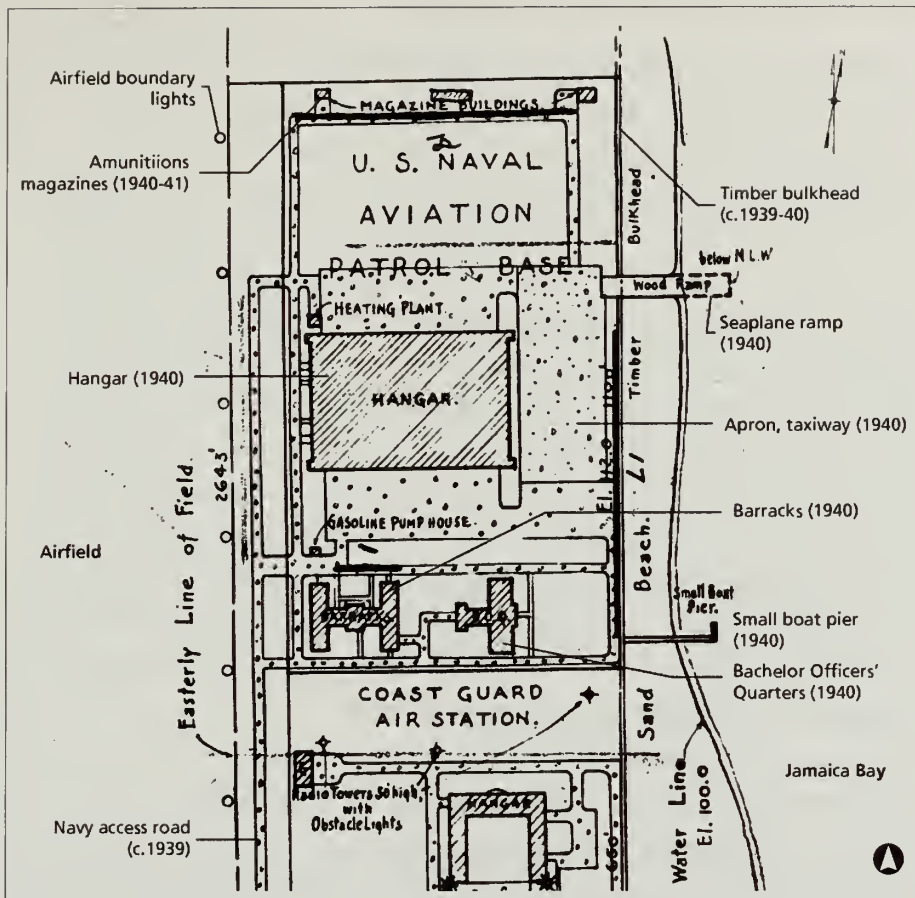 Airfield boundary
lights
Amunitiions
magazines (1940-41)
MAGAZINE BUILDINGS
U. S. NAVAL
AVIATION
PATROL BASE
Bulkhead
Timber bulkhead
(c.1939-40)
below M L.W
Wood Ramp
Seaplane ramp
(1940)
HEATING PLANT
Hangar (1940)
HANGAR.
Timber
1100'
El. 112.0
Apron, taxiway (1940)
2643'
Easterly Line of Field.
Airfield
GASOLINE PUMP HOUSE
Barracks (1940)
Beach.
Small Boat
Pier.
Small boat pier
(1940)
Bachelor Officers'
Quarters (1940)
COAST GUARD
AIR STATION.
Sand
Water Line
El. 100.0
Jamaica Bay
Radio Towers 50' high,
with
Obstacle Lights
HANGAR
660'
Navy access road
(c.1939)